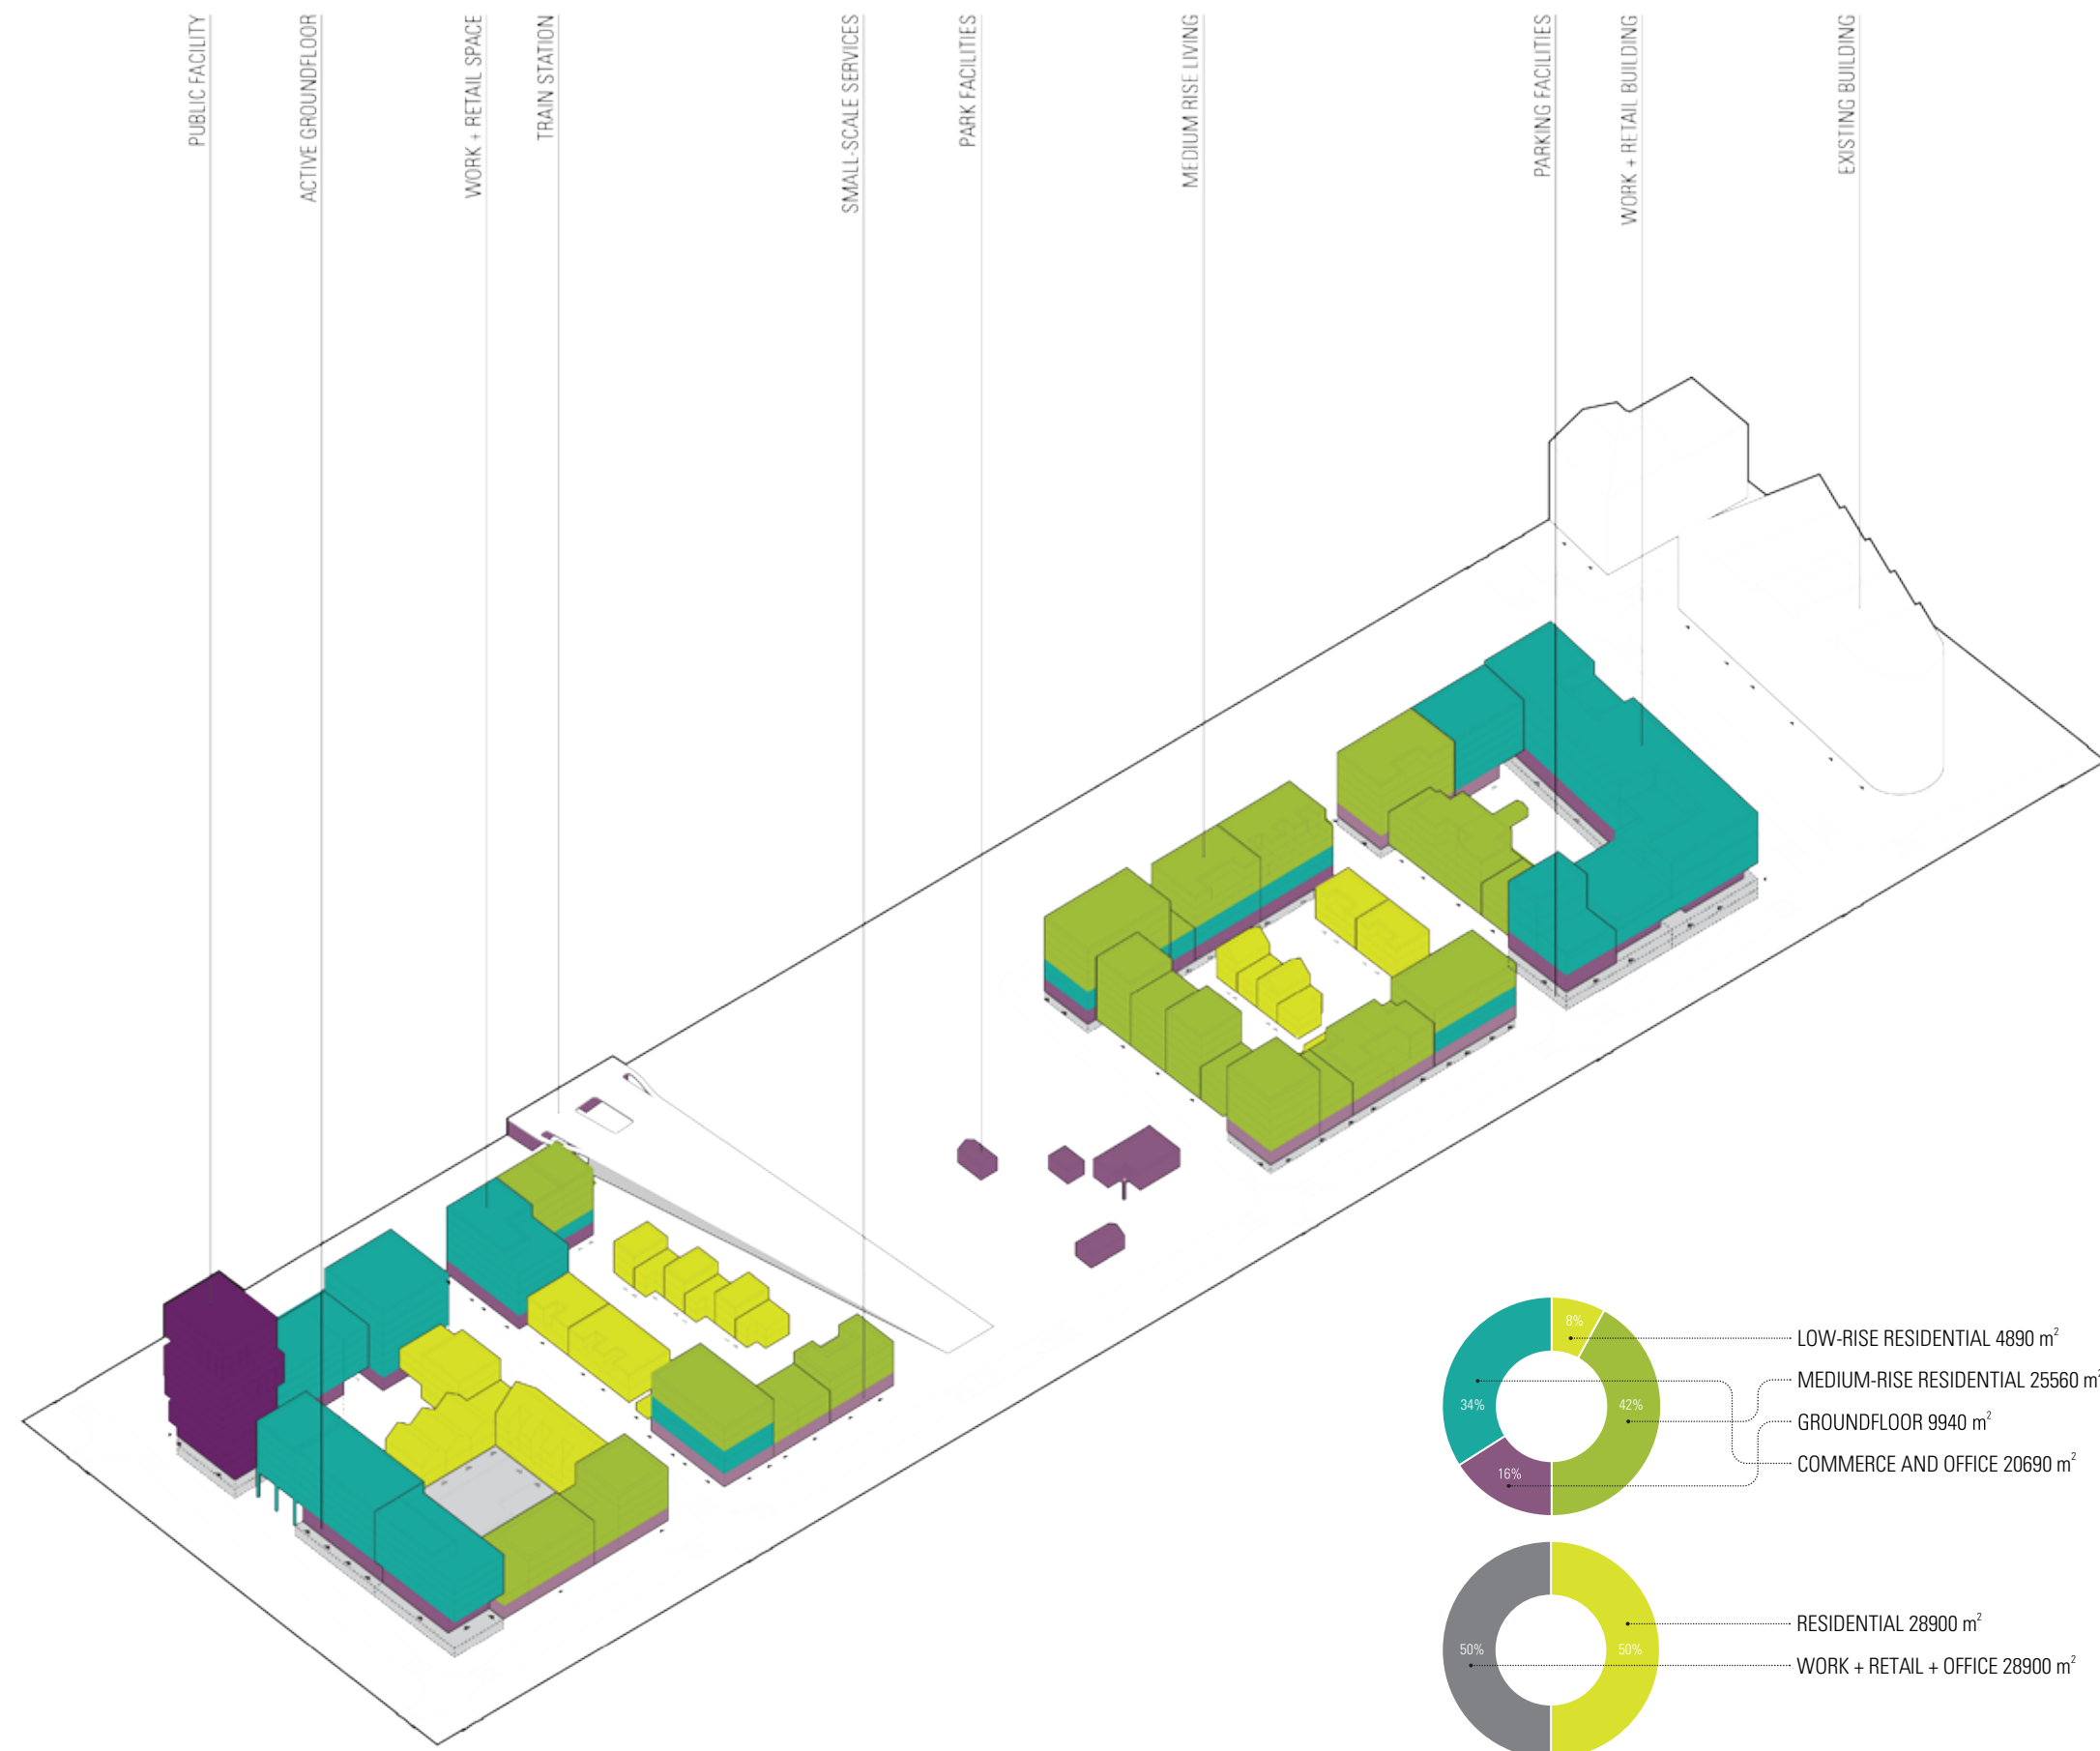 PUBLIC FACILITY
ACTIVE GROUNDFLOOR
WORK + RETAIL SPACE
TRAIN STATION
SMALL-SCALE SERVICES
PARK FACILITIES
MEDIUM RISE LIVING
PARKING FACILITIES
WORK + RETAIL BUILDING
EXISTING BUILDING
8%
34%
42%
16%
LOW-RISE RESIDENTIAL 4890 m²
MEDIUM-RISE RESIDENTIAL 25560 m²
GROUNDFLOOR 9940 m²
COMMERCE AND OFFICE 20690 m²
50%
50%
RESIDENTIAL 28900 m²
WORK + RETAIL + OFFICE 28900 m²